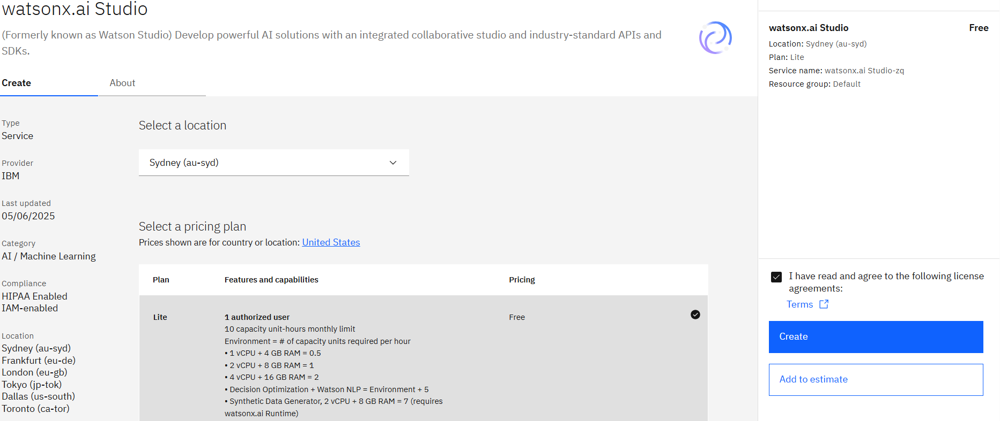 watsonx.ai Studio
(Formerly known as Watson Studio) Develop powerful AI solutions with an integrated collaborative studio and industry-standard APIs and
SDKs.
Create
About
Type
Service
Provider
IBM
Last updated
05/06/2025
Category
AI / Machine Learning
Compliance
HIPAA Enabled
IAM-enabled
Location
Sydney (au-syd)
Frankfurt (eu-de)
London (eu-gb)
Tokyo (jp-tok)
Dallas (us-south)
Toronto (ca-tor)
Select a location
Sydney (au-syd)
Select a pricing plan
Prices shown are for country or location: United States
Plan
Features and capabilities
Pricing
Lite
1 authorized user
10 capacity unit-hours monthly limit
Environment = # of capacity units required per hour
• 1 vCPU + 4 GB RAM = 0.5
• 2 vCPU + 8 GB RAM = 1
• 4 vCPU + 16 GB RAM = 2
• Decision Optimization + Watson NLP = Environment + 5
• Synthetic Data Generator, 2 vCPU + 8 GB RAM = 7 (requires
watsonx.ai Runtime)
Free
watsonx.ai Studio
Free
Location: Sydney (au-syd)
Plan: Lite
Service name: watsonx.ai Studio-zq
Resource group: Default
I have read and agree to the following license
agreements:
Terms
Create
Add to estimate